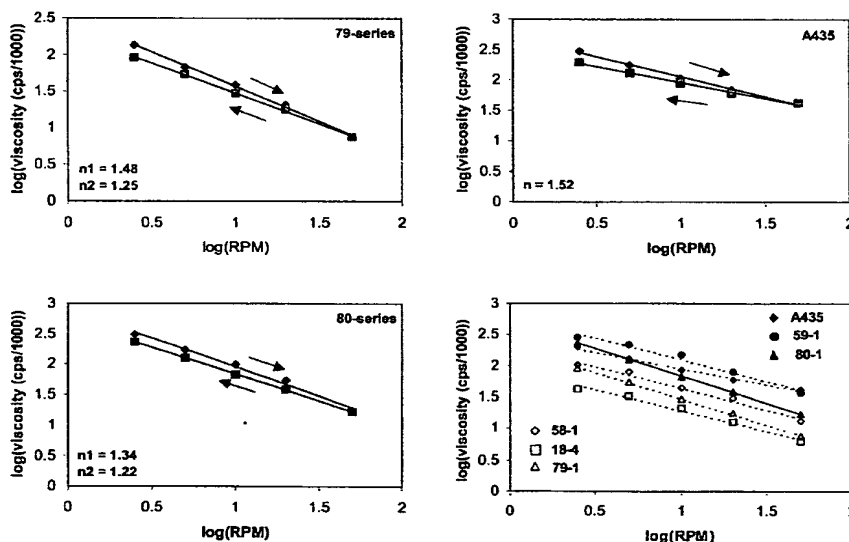 79-series
log(viscosity (cps/1000))
2.5
2
1.5
1
0.5
0
n1 = 1.48
n2 = 1.25
0 0.5 1 1.5 2
log(RPM)
A435
log(viscosity (cps/1000))
3
2.5
2
1.5
1
0.5
0
n = 1.52
0 0.5 1 1.5 2
log(RPM)
80-series
log(viscosity (cps/1000))
3
2.5
2
1.5
1
0.5
0
n1 = 1.34
n2 = 1.22
0 0.5 1 1.5 2
log(RPM)
log(viscosity (cps/1000))
3
2.5
2
1.5
1
0.5
0
A435
59-1
80-1
58-1
18-4
79-1
0 0.5 1 1.5 2
log(RPM)